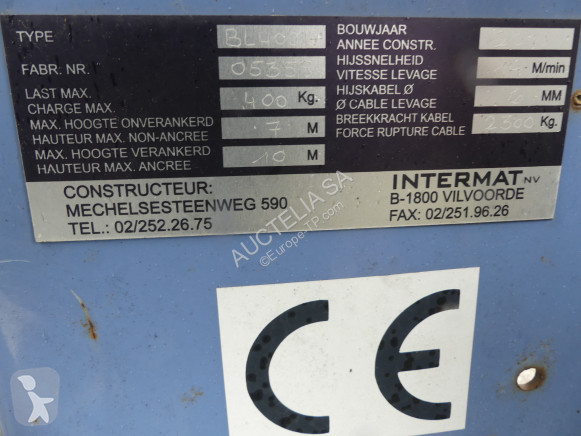 TYPE
FABR. NR.
LAST MAX. 400 Kg.
CHARGE MAX.
MAX. HOOGTE ONVERANKERD 7 M
HAUTEUR MAX. NON-ANCREE
MAX. HOOGTE VERANKERD 10 M
HAUTEUR MAX. ANCREE
BOUWJAAR
ANNEE CONSTR.
HIJSSNELHEID M/min
VITESSE LEVAGE
HIJSKABEL Ø MM
Ø CABLE LEVAGE
BREEKKRACHT KABEL Kg.
FORCE RUPTURE CABLE
CONSTRUCTEUR:
MECHELSESTEENWEG 590
TEL.: 02/252.26.75
INTERMAT NV
B-1800 VILVOORDE
FAX: 02/251.96.26
AUCTELIA SA
©Europe-TP.com
CE